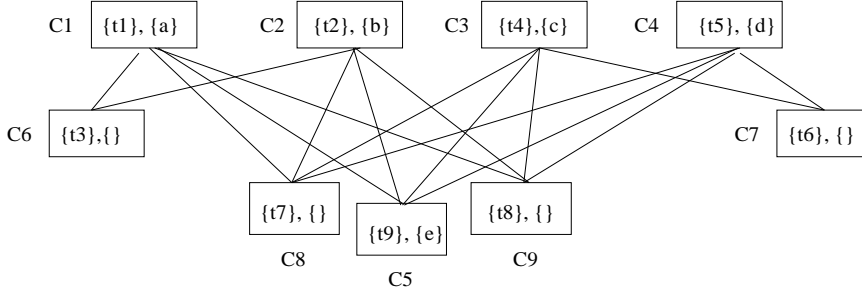 C1 {t1}, {a} C2 {t2}, {b} C3 {t4},{c} C4 {t5}, {d}
C6 {t3},{} C7 {t6}, {}
{t7}, {} {t9}, {e} {t8}, {}
C8 C5 C9